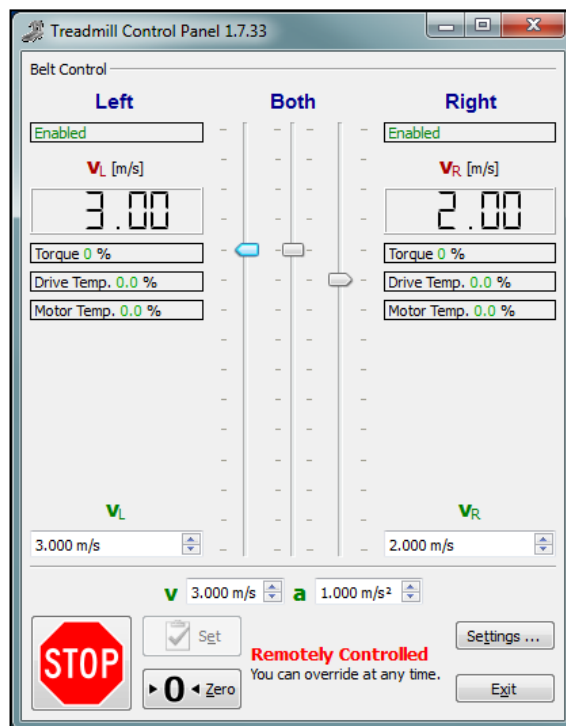 Treadmill Control Panel 1.7.33
Belt Control
Left Both Right
Enabled Enabled
vL [m/s] vR [m/s]
3.00 2.00
Torque 0 % Torque 0 %
Drive Temp. 0.0 % Drive Temp. 0.0 %
Motor Temp. 0.0 % Motor Temp. 0.0 %
vL vR
3.000 m/s 2.000 m/s
v 3.000 m/s a 1.000 m/s²
STOP
Set
0 Zero
Remotely Controlled
You can override at any time.
Settings ...
Exit